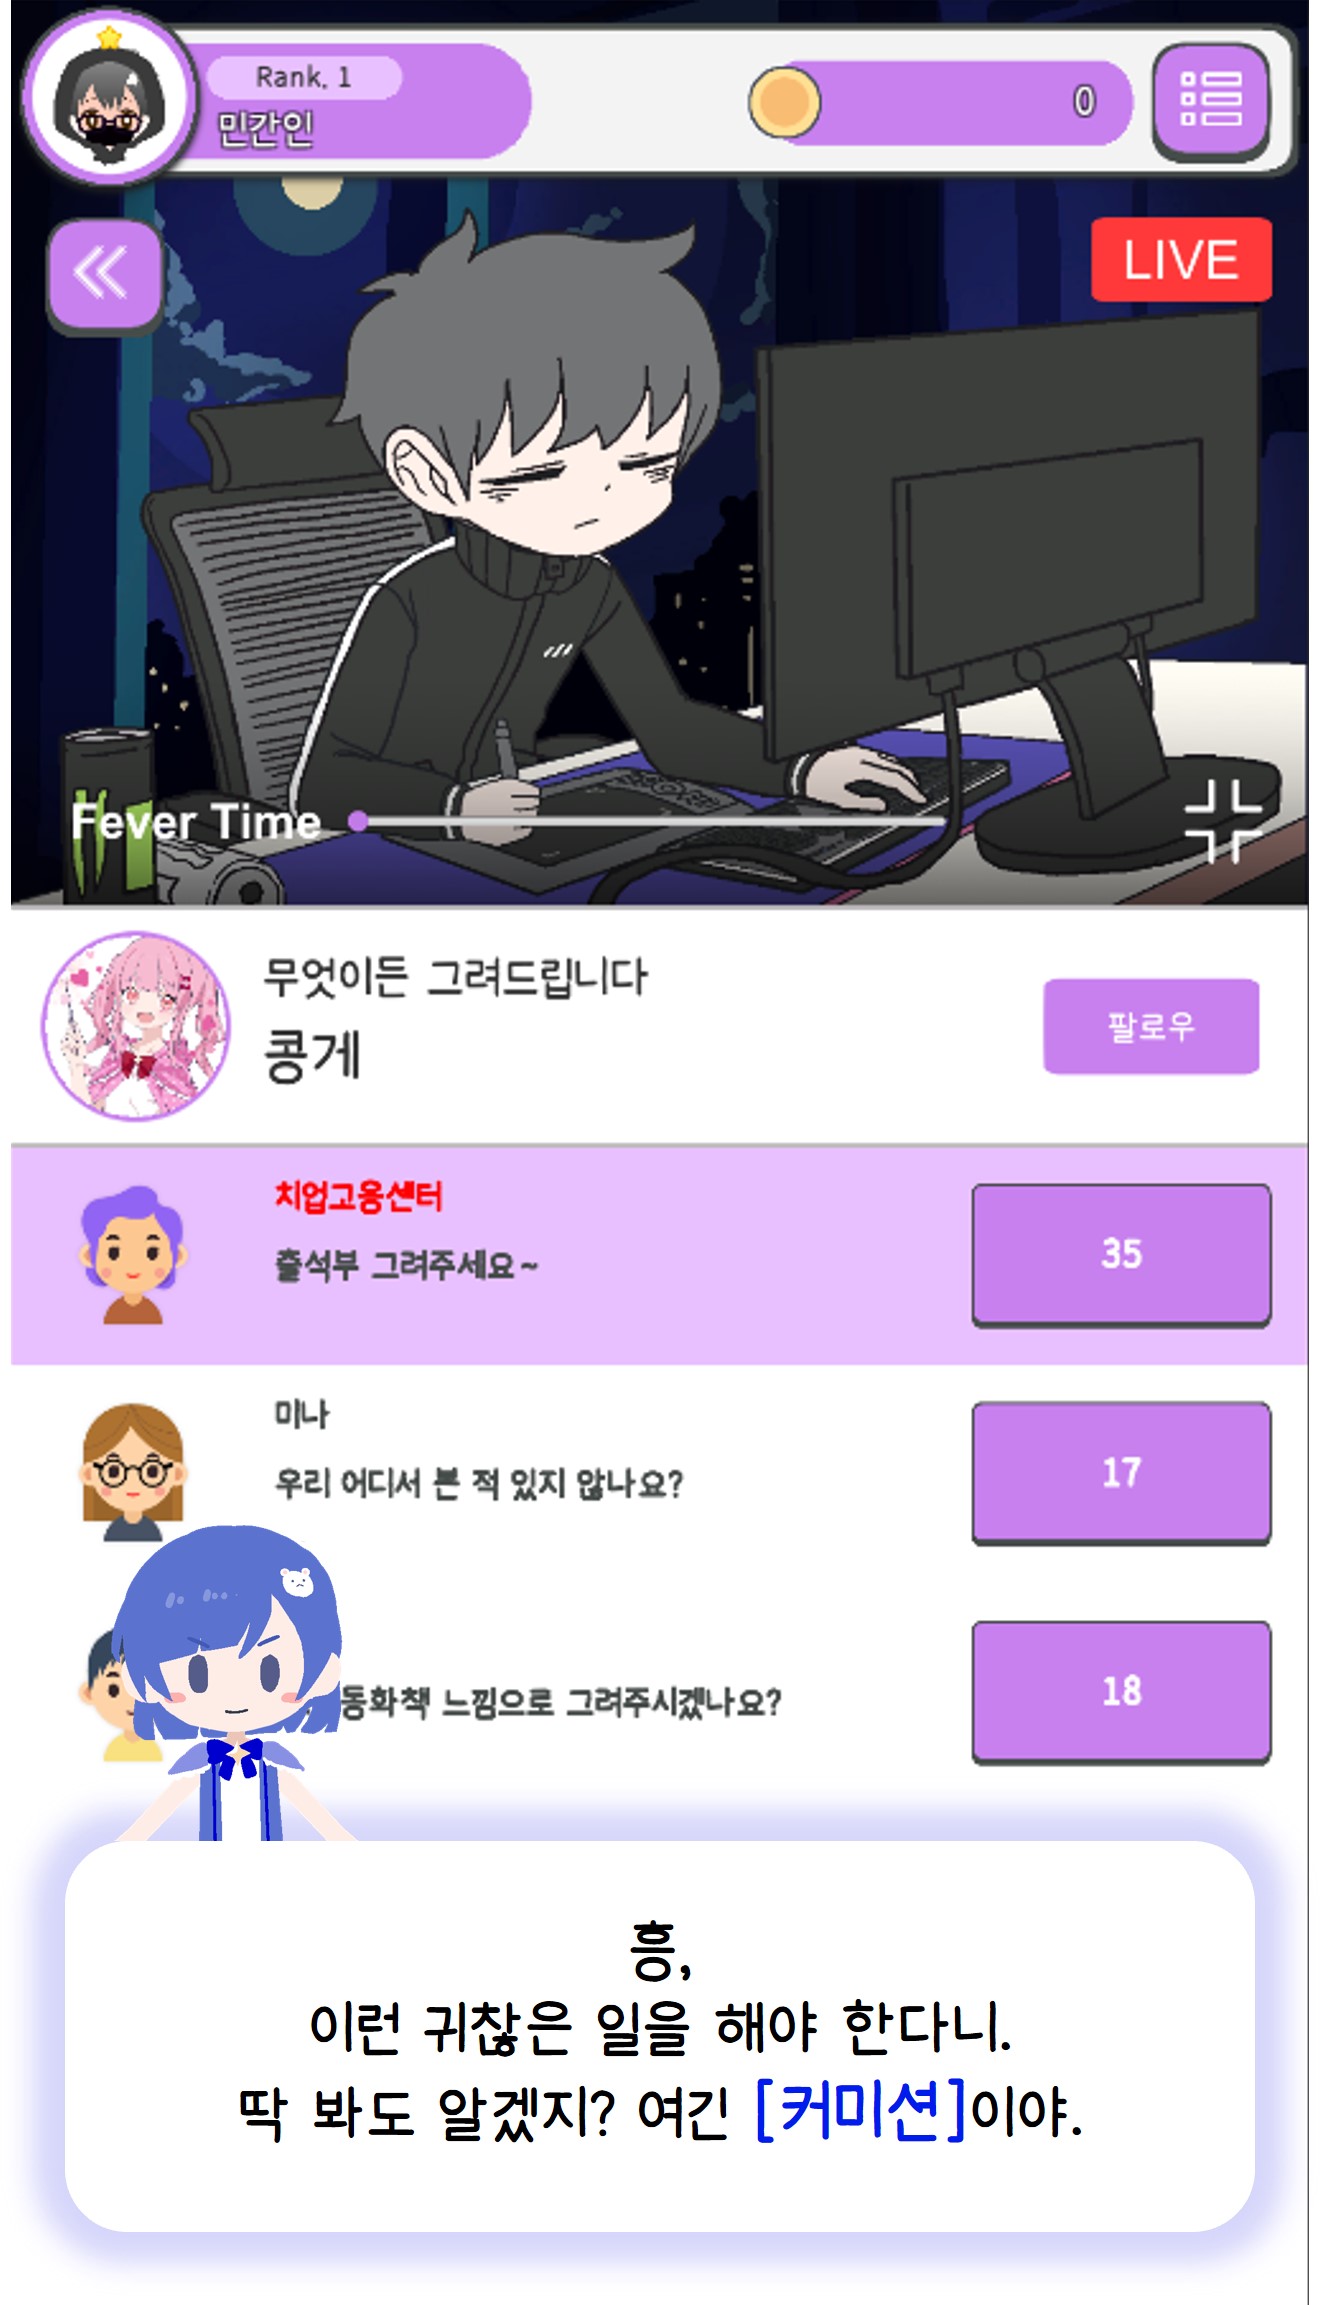 Rank. 1
민간인
0
LIVE
Fever Time
무엇이든 그려드립니다
콩게
팔로우
치업고용센터
출석부 그려주세요~
35
미나
우리 어디서 본 적 있지 않나요?
17
동화책 느낌으로 그려주시겠나요?
18
흥,
이런 귀찮은 일을 해야 한다니.
딱 봐도 알겠지? 여긴 [커미션]이야.